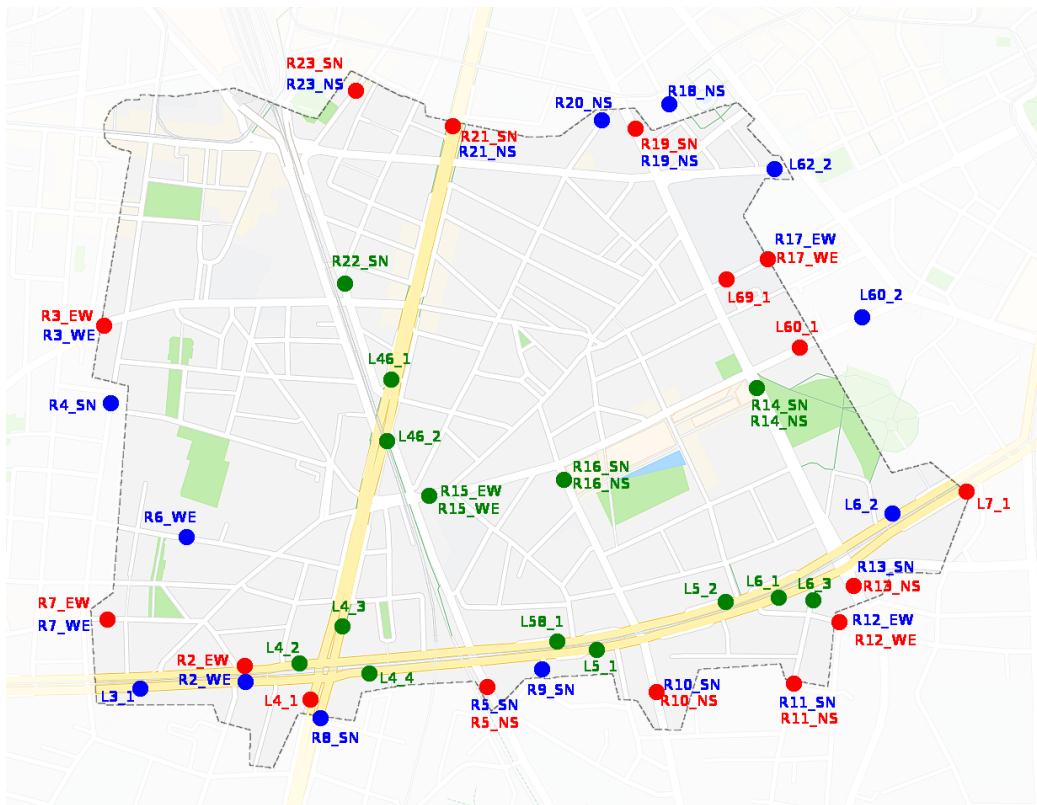 R23_SN
R23_NS
R18_NS
R20_NS
R21_SN
R21_NS
R19_SN
R19_NS
L62_2
R17_EW
R17_WE
R22_SN
L69_1
L60_2
R3_EW
R3_WE
L60_1
L46_1
R4_SN
R14_SN
R14_NS
L46_2
R16_SN
R16_NS
R15_EW
R15_WE
L7_1
L6_2
R6_WE
R13_SN
R13_NS
L6_1
L6_3
L5_2
R7_EW
R7_WE
L4_3
L58_1
R12_EW
R12_WE
L4_2
L5_1
R2_EW
R2_WE
L4_4
L3_1
L4_1
R9_SN
R5_SN
R5_NS
R10_SN
R10_NS
R11_SN
R11_NS
R8_SN